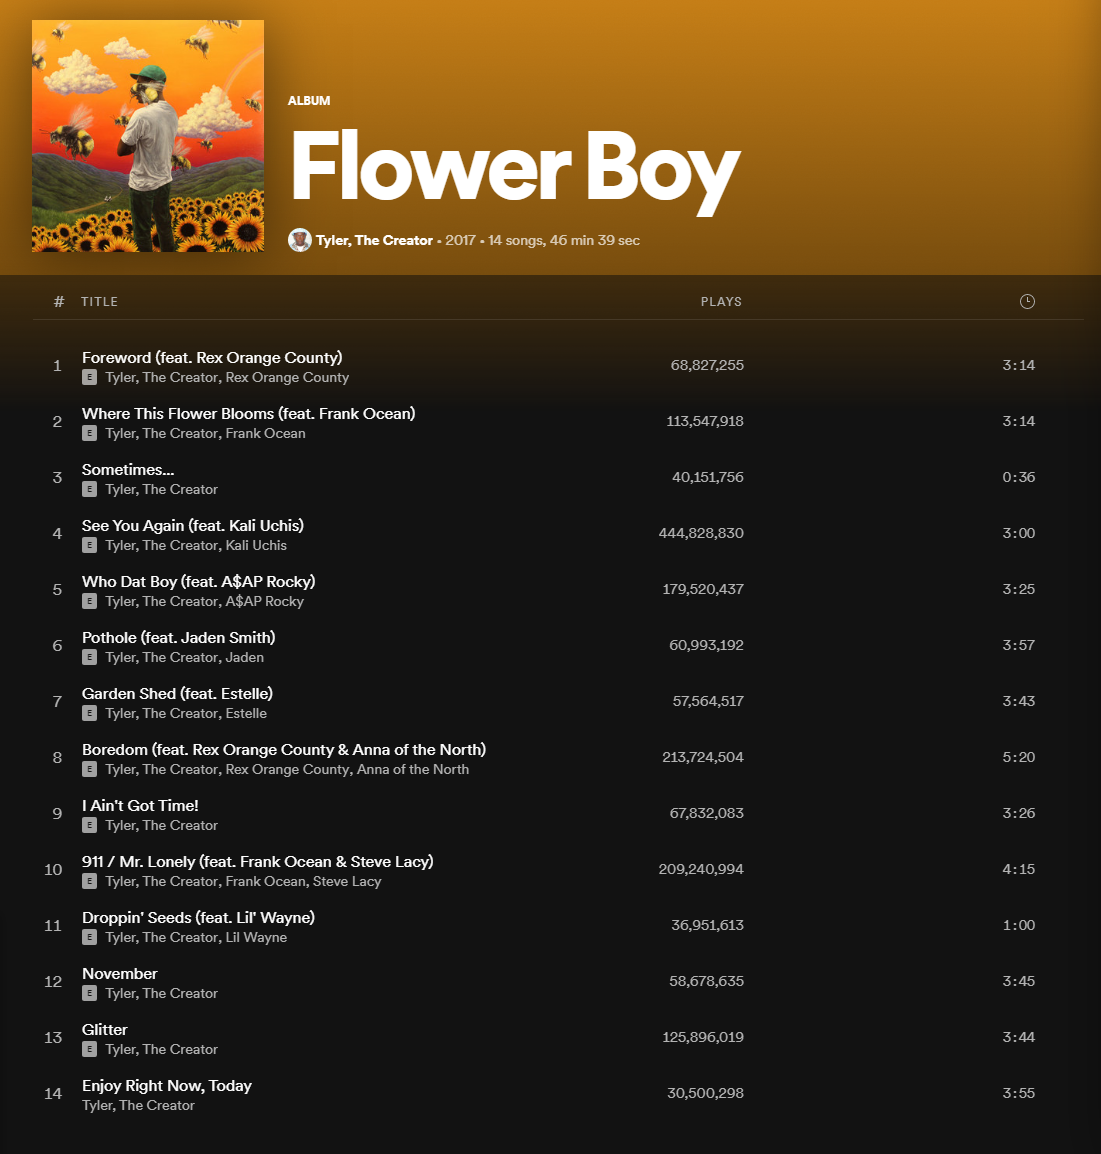 ALBUM
Flower Boy
Tyler, The Creator • 2017 • 14 songs, 46 min 39 sec
# TITLE PLAYS
1 Foreword (feat. Rex Orange County) 68,827,255 3:14
E Tyler, The Creator, Rex Orange County
2 Where This Flower Blooms (feat. Frank Ocean) 113,547,918 3:14
E Tyler, The Creator, Frank Ocean
3 Sometimes... 40,151,756 0:36
E Tyler, The Creator
4 See You Again (feat. Kali Uchis) 444,828,830 3:00
E Tyler, The Creator, Kali Uchis
5 Who Dat Boy (feat. A$AP Rocky) 179,520,437 3:25
E Tyler, The Creator, A$AP Rocky
6 Pothole (feat. Jaden Smith) 60,993,192 3:57
E Tyler, The Creator, Jaden
7 Garden Shed (feat. Estelle) 57,564,517 3:43
E Tyler, The Creator, Estelle
8 Boredom (feat. Rex Orange County & Anna of the North) 213,724,504 5:20
E Tyler, The Creator, Rex Orange County, Anna of the North
9 I Ain't Got Time! 67,832,083 3:26
E Tyler, The Creator
10 911 / Mr. Lonely (feat. Frank Ocean & Steve Lacy) 209,240,994 4:15
E Tyler, The Creator, Frank Ocean, Steve Lacy
11 Droppin' Seeds (feat. Lil' Wayne) 36,951,613 1:00
E Tyler, The Creator, Lil Wayne
12 November 58,678,635 3:45
E Tyler, The Creator
13 Glitter 125,896,019 3:44
E Tyler, The Creator
14 Enjoy Right Now, Today 30,500,298 3:55
Tyler, The Creator